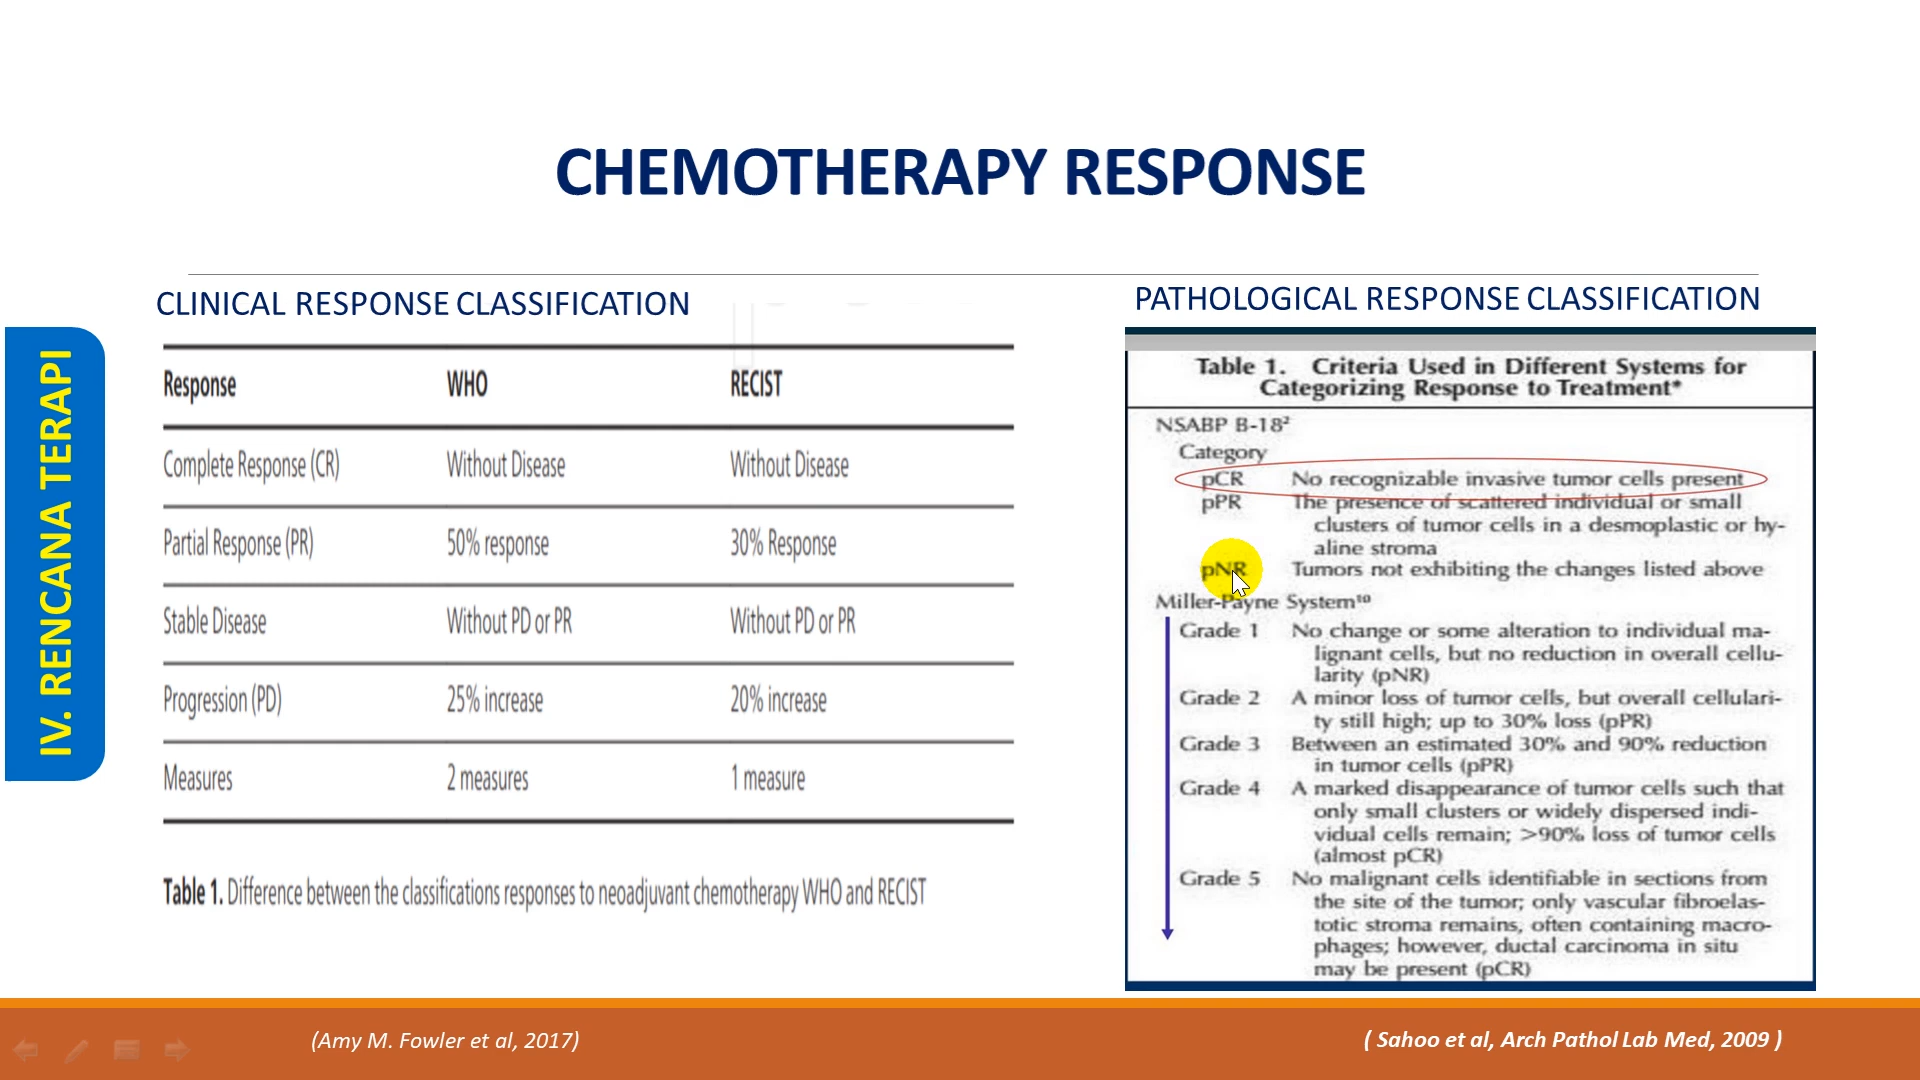 CHEMOTHERAPY RESPONSE
IV. RENCANA TERAPI
CLINICAL RESPONSE CLASSIFICATION
Response WHO RECIST
Complete Response (CR) Without Disease Without Disease
Partial Response (PR) 50% response 30% Response
Stable Disease Without PD or PR Without PD or PR
Progression (PD) 25% increase 20% increase
Measures 2 measures 1 measure
Table 1. Difference between the classifications responses to neoadjuvant chemotherapy WHO and RECIST
PATHOLOGICAL RESPONSE CLASSIFICATION
Table 1. Criteria Used in Different Systems for
Categorizing Response to Treatment*
NSABP B-18²
Category
pCR No recognizable invasive tumor cells present
pPR The presence of scattered individual or small
clusters of tumor cells in a desmoplastic or hy-
aline stroma
pNR Tumors not exhibiting the changes listed above
Miller-Payne System¹⁰
Grade 1 No change or some alteration to individual ma-
lignant cells, but no reduction in overall cellu-
larity (pNR)
Grade 2 A minor loss of tumor cells, but overall cellulari-
ty still high; up to 30% loss (pPR)
Grade 3 Between an estimated 30% and 90% reduction
in tumor cells (pPR)
Grade 4 A marked disappearance of tumor cells such that
only small clusters or widely dispersed indi-
vidual cells remain; >90% loss of tumor cells
(almost pCR)
Grade 5 No malignant cells identifiable in sections from
the site of the tumor; only vascular fibroelas-
totic stroma remains, often containing macro-
phages; however, ductal carcinoma in situ
may be present (pCR)
(Amy M. Fowler et al, 2017)
( Sahoo et al, Arch Pathol Lab Med, 2009 )